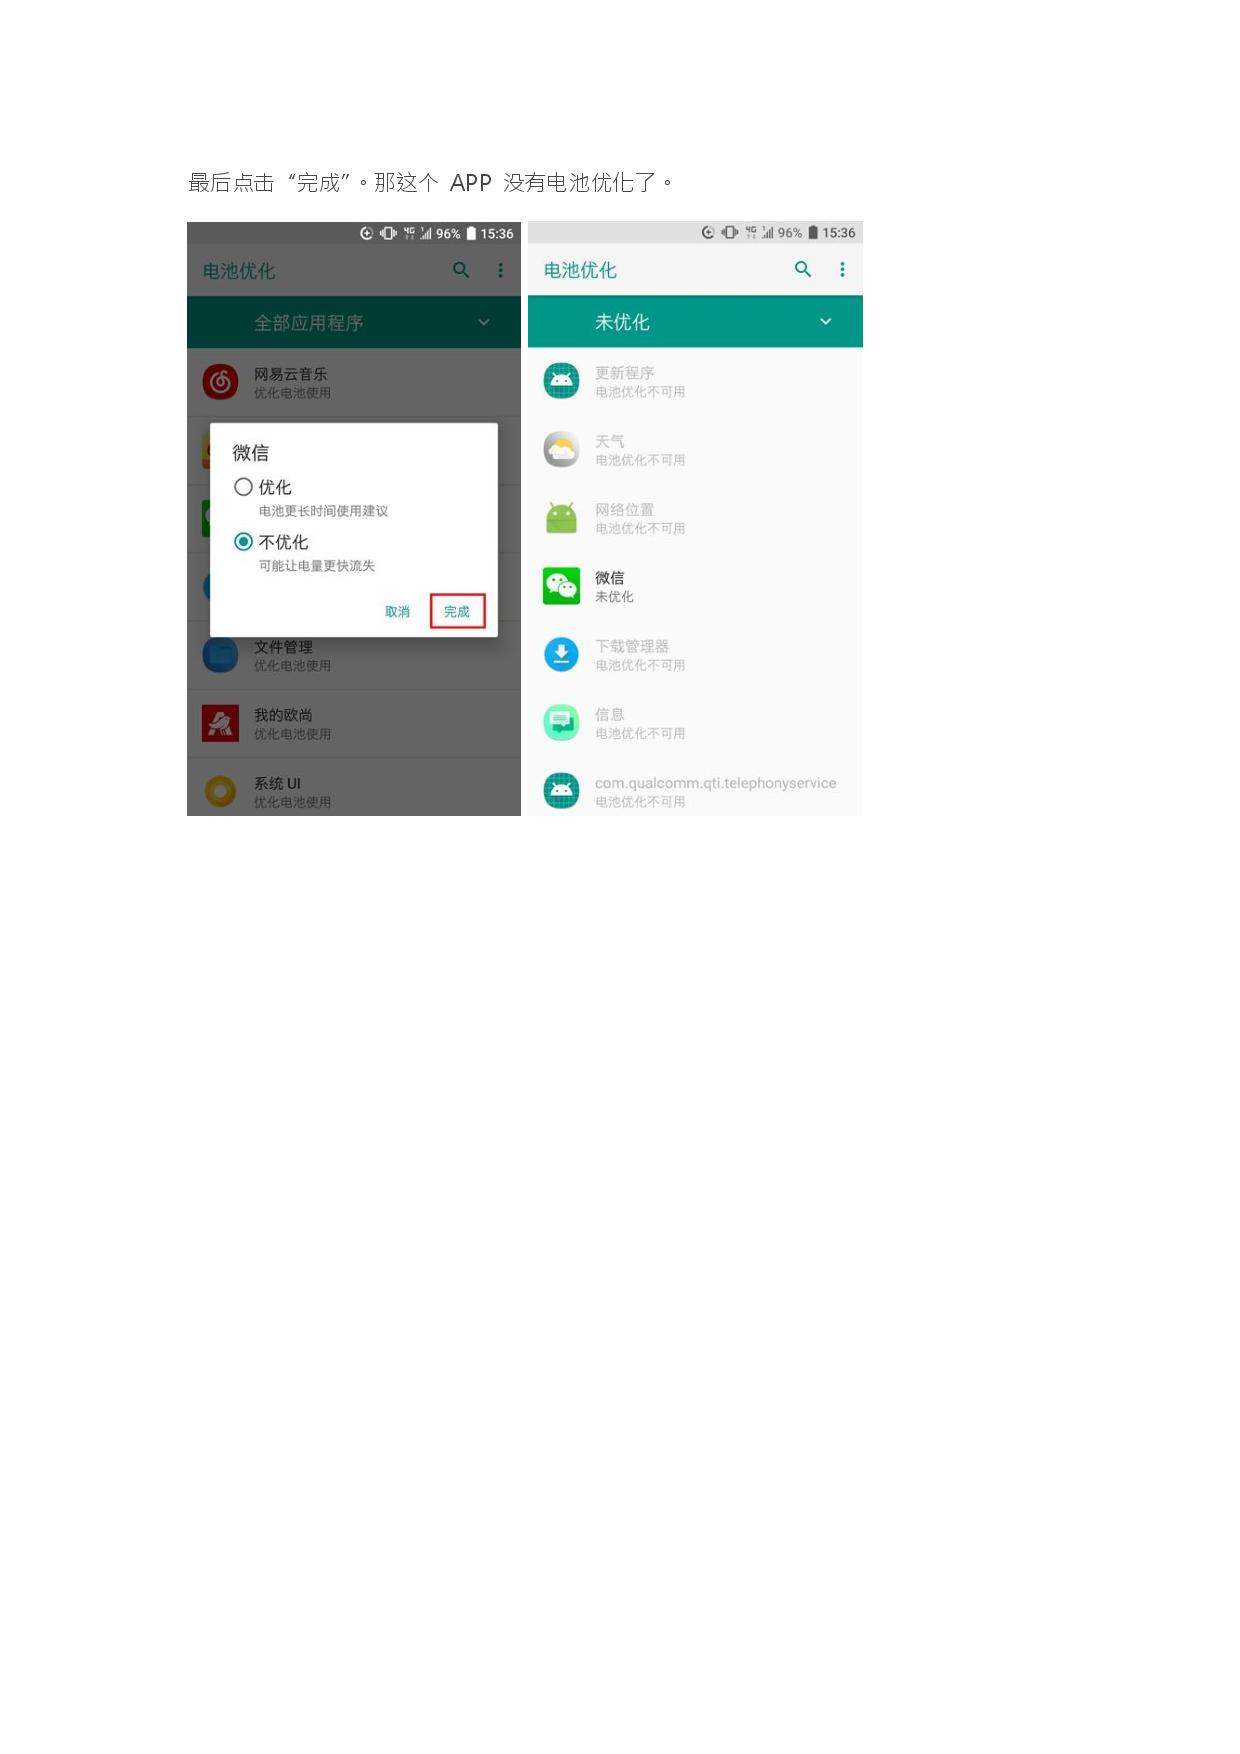 最后点击 “完成”。那这个 APP 没有电池优化了。
4G 96% 15:36
电池优化
全部应用程序
网易云音乐
优化电池使用
微信
优化
电池更长时间使用建议
不优化
可能让电量更快流失
取消 完成
文件管理
优化电池使用
我的欧尚
优化电池使用
系统 UI
优化电池使用
4G 96% 15:36
电池优化
未优化
更新程序
电池优化不可用
天气
电池优化不可用
网络位置
电池优化不可用
微信
未优化
下载管理器
电池优化不可用
信息
电池优化不可用
com.qualcomm.qti.telephonyservice
电池优化不可用